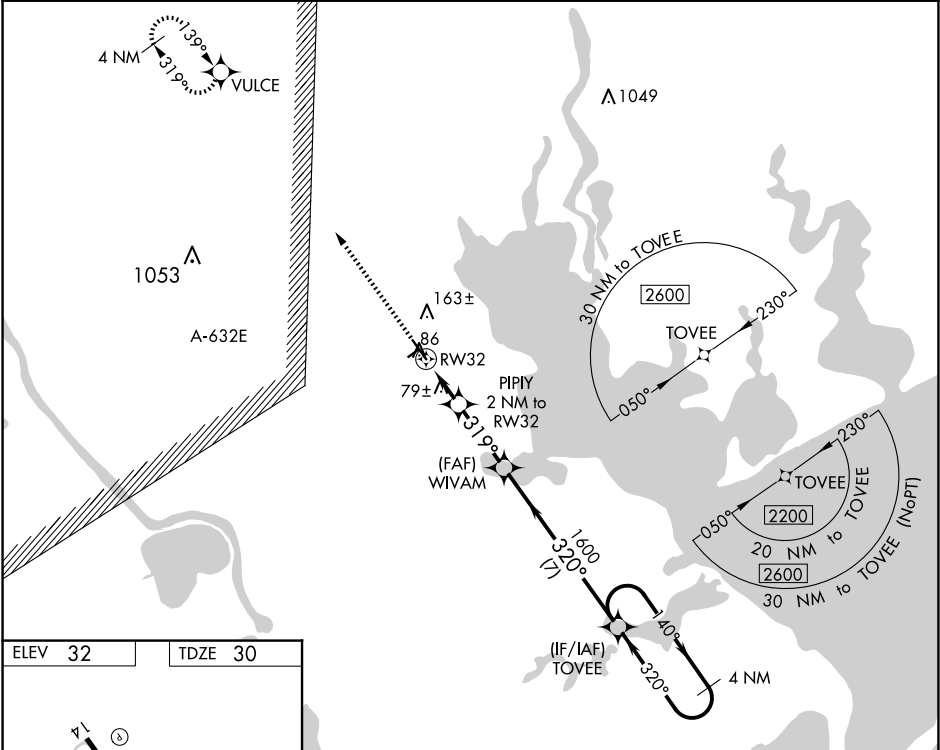 139°
4 NM
319°
VULCE
1049
1053
A-632E
30 NM to TOVEE
2600
230°
TOVEE
050°
163±
86
RW32
79±
PIPIY
2 NM to
RW32
319°
(FAF)
WIVAM
230°
TOVEE
050°
2200
20 NM to TOVEE
2600
30 NM to TOVEE (NoPT)
1600
320°
(7)
140°
(IF/IAF)
TOVEE
320°
4 NM
ELEV 32
TDZE 30
14
P